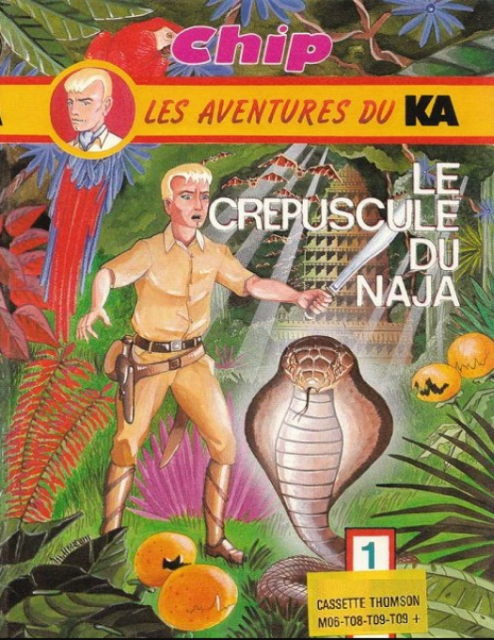 Chip
LES AVENTURES DU KA
LE
CREPUSCULE
DU
NAJA
1
CASSETTE THOMSON
MO6-TO8-TO9-TO9 +